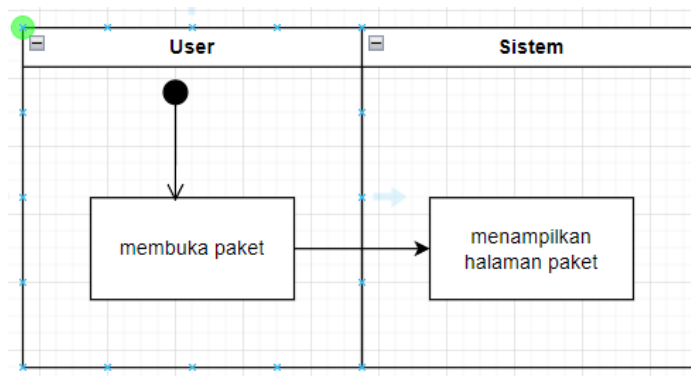 User
Sistem
membuka paket
menampilkan
halaman paket